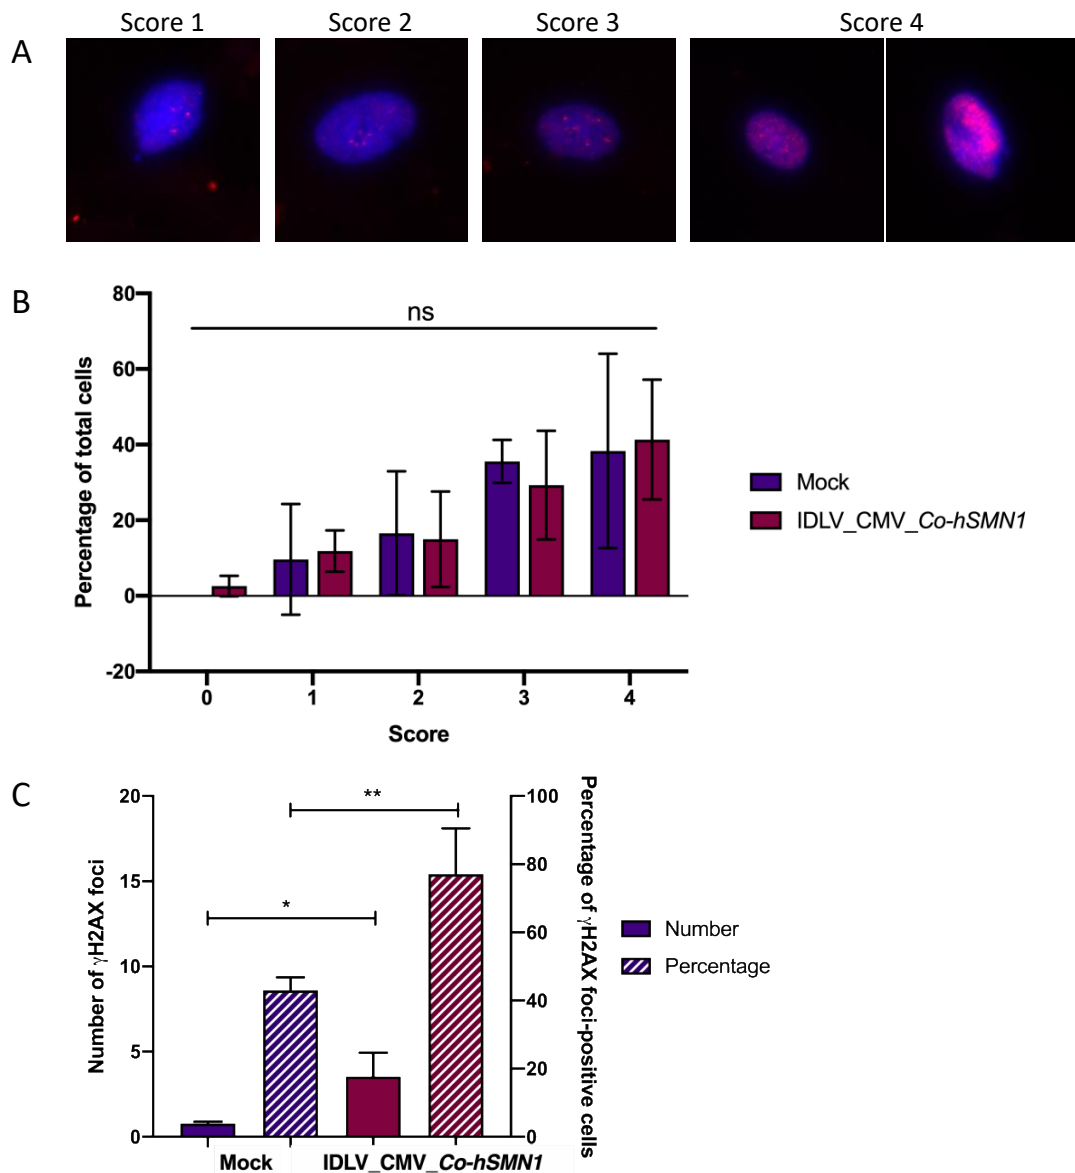 Score 1
Score 2
Score 3
Score 4
A
B
80
60
40
20
0
-20
Percentage of total cells
ns
0
1
2
3
4
Score
Mock
IDLV_CMV_Co-hSMN1
C
20
15
10
5
0
Number of γH2AX foci
*
**
100
80
60
40
20
0
Percentage of γH2AX foci-positive cells
Number
Percentage
Mock
IDLV_CMV_Co-hSMN1